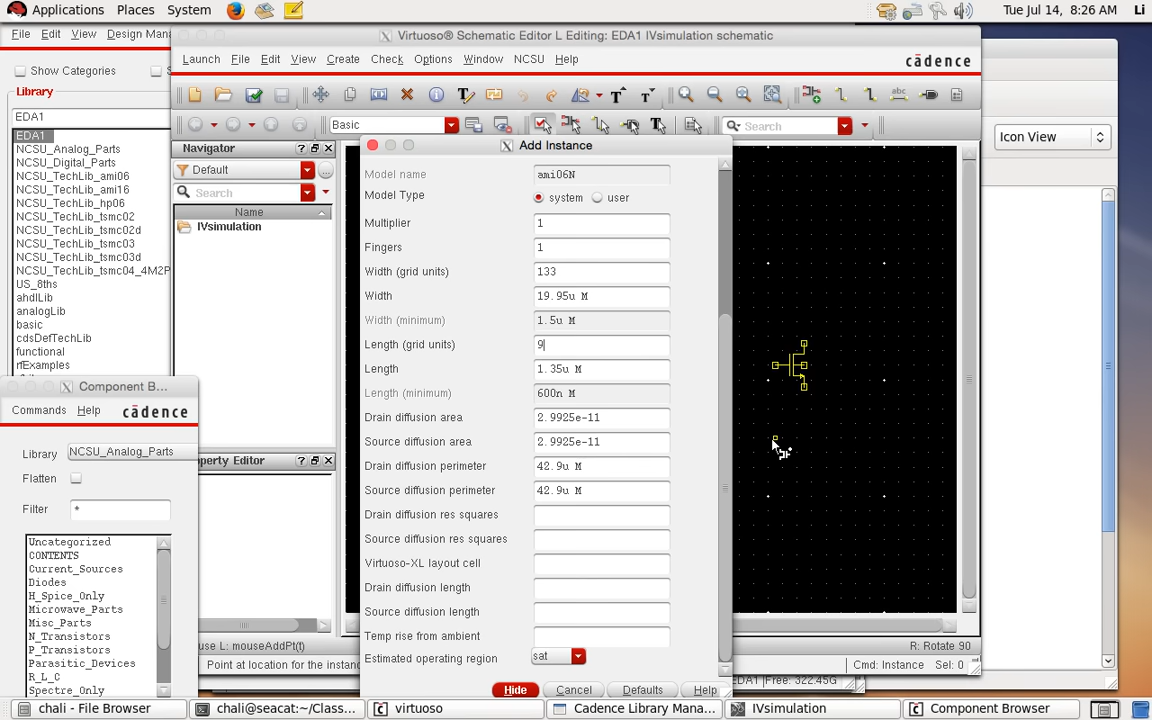 Applications Places System Tue Jul 14, 8:26 AM Li
File Edit View Design Mana
Virtuoso® Schematic Editor L Editing: EDA1 IVsimulation schematic
Launch File Edit View Create Check Options Window NCSU Help cādence
Show Categories
Library
EDA1
EDA1
NCSU_Analog_Parts
NCSU_Digital_Parts
NCSU_TechLib_ami06
NCSU_TechLib_ami16
NCSU_TechLib_hp06
NCSU_TechLib_tsmc02
NCSU_TechLib_tsmc02d
NCSU_TechLib_tsmc03
NCSU_TechLib_tsmc03d
NCSU_TechLib_tsmc04_4M2P
US_8ths
ahdlLib
analogLib
basic
cdsDefTechLib
functional
rfExamples
Basic
Search
Icon View
Navigator
Default
Search
Name
IVsimulation
Property Editor
Add Instance
Model name ami06N
Model Type system user
Multiplier 1
Fingers 1
Width (grid units) 133
Width 19.95u M
Width (minimum) 1.5u M
Length (grid units) 9
Length 1.35u M
Length (minimum) 600n M
Drain diffusion area 2.9925e-11
Source diffusion area 2.9925e-11
Drain diffusion perimeter 42.9u M
Source diffusion perimeter 42.9u M
Drain diffusion res squares
Source diffusion res squares
Virtuoso-XL layout cell
Drain diffusion length
Source diffusion length
Temp rise from ambient
Estimated operating region sat
Hide Cancel Defaults Help
Component B...
Commands Help cādence
Library NCSU_Analog_Parts
Flatten
Filter *
Uncategorized
CONTENTS
Current_Sources
Diodes
H_Spice_Only
Microwave_Parts
Misc_Parts
N_Transistors
P_Transistors
Parasitic_Devices
R_L_C
Spectre_Only
use L: mouseAddPt(t) R: Rotate 90
Point at location for the instanc Cmd: Instance Sel: 0
EDA1 Free: 322.45G
chali - File Browser chali@seacat:~/Class... virtuoso Cadence Library Mana... IVsimulation Component Browser